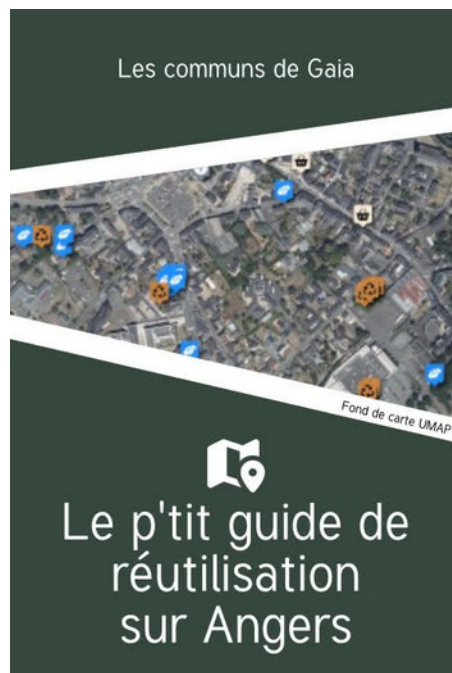 Les communs de Gaia
Fond de carte UMAP
Le p'tit guide de
réutilisation
sur Angers